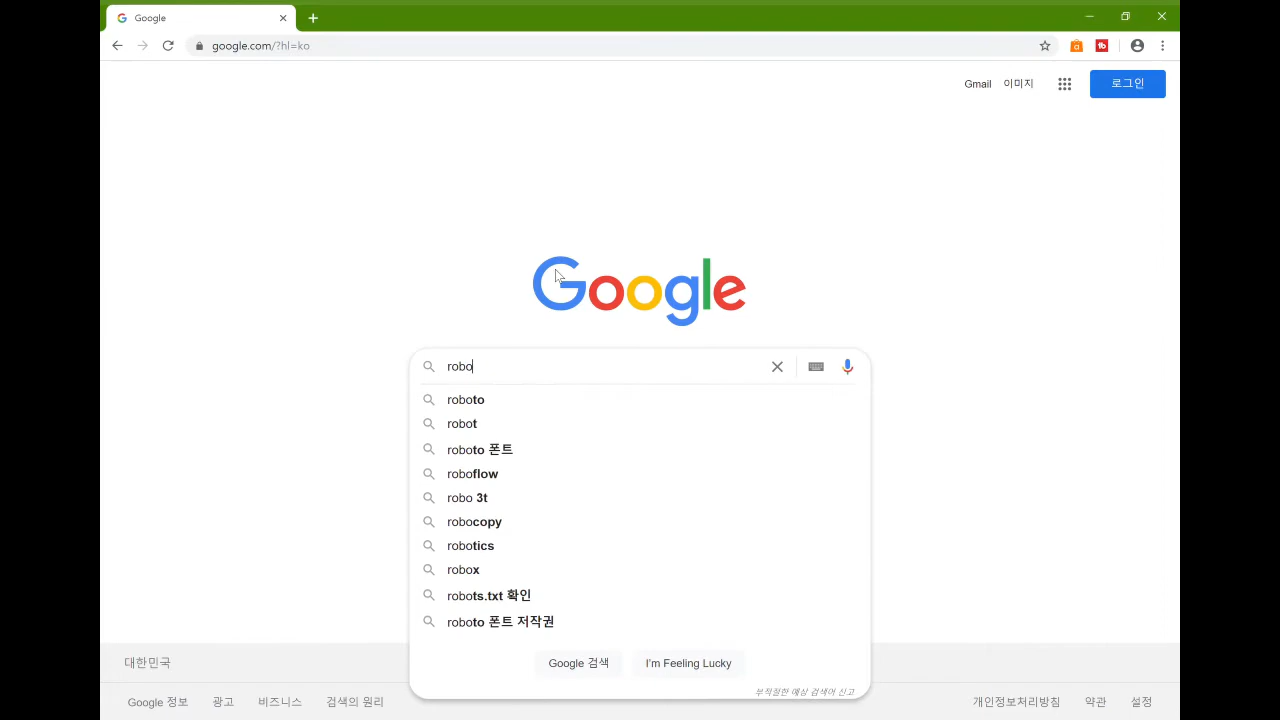 Google
google.com/?hl=ko
Gmail 이미지 로그인
Google
robo
roboto
robot
roboto 폰트
roboflow
robo 3t
robocopy
robotics
robox
robots.txt 확인
roboto 폰트 저작권
Google 검색 I'm Feeling Lucky
부적절한 예상 검색어 신고
대한민국
Google 정보 광고 비즈니스 검색의 원리 개인정보처리방침 약관 설정